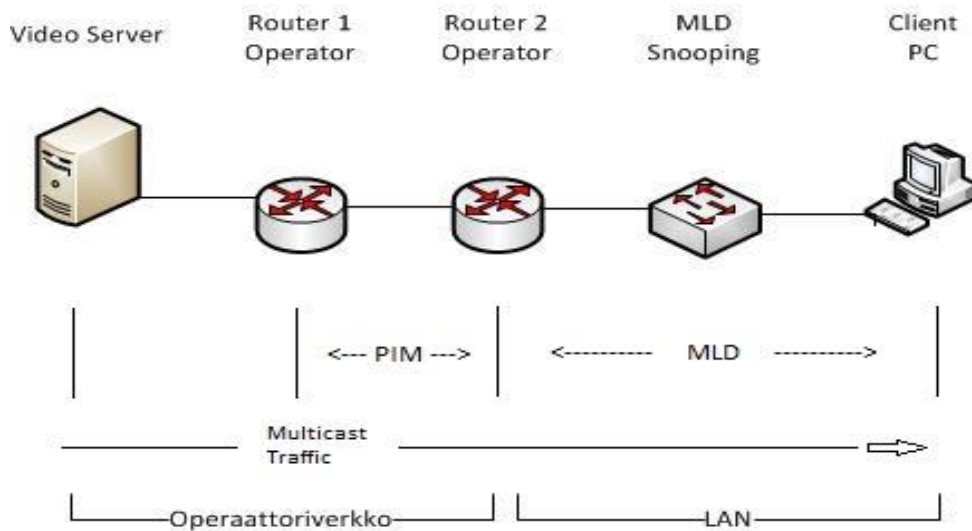 Video Server
Router 1
Operator
Router 2
Operator
MLD
Snooping
Client
PC
<--- PIM --->
<---------- MLD ----------->
Multicast
Traffic
Operaattoriverkko
LAN